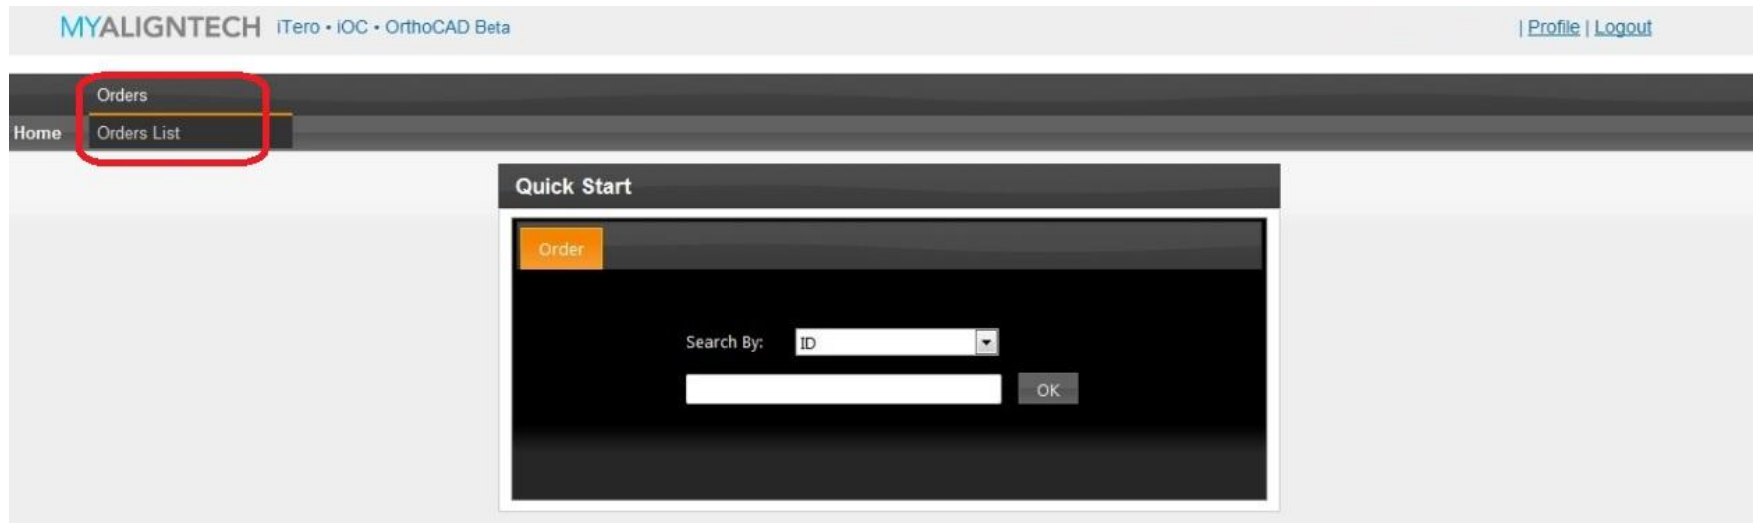 MYALIGNTECH iTero • iOC • OrthoCAD Beta
| Profile | Logout
Orders
Home Orders List
Quick Start
Order
Search By: ID
OK